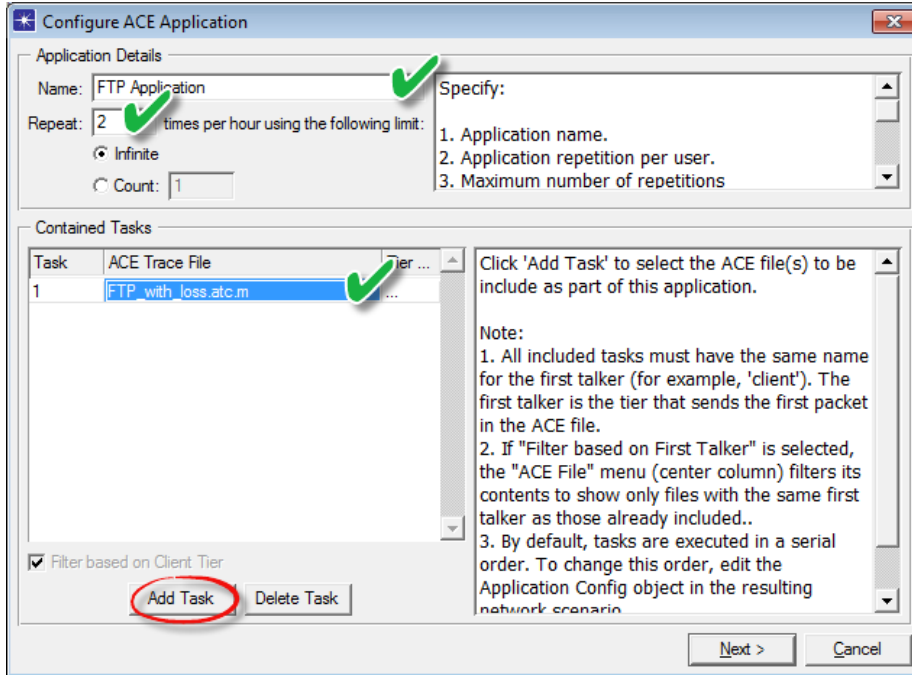 Configure ACE Application
Application Details
Name: FTP Application
Repeat: 2 times per hour using the following limit:
Infinite
Count: 1
Specify:
1. Application name.
2. Application repetition per user.
3. Maximum number of repetitions
Contained Tasks
Task ACE Trace File Tier ...
1 FTP_with_loss.atc.m ...
Filter based on Client Tier
Add Task Delete Task
Click 'Add Task' to select the ACE file(s) to be
include as part of this application.
Note:
1. All included tasks must have the same name
for the first talker (for example, 'client'). The
first talker is the tier that sends the first packet
in the ACE file.
2. If "Filter based on First Talker" is selected,
the "ACE File" menu (center column) filters its
contents to show only files with the same first
talker as those already included..
3. By default, tasks are executed in a serial
order. To change this order, edit the
Application Config object in the resulting
network scenario
Next > Cancel